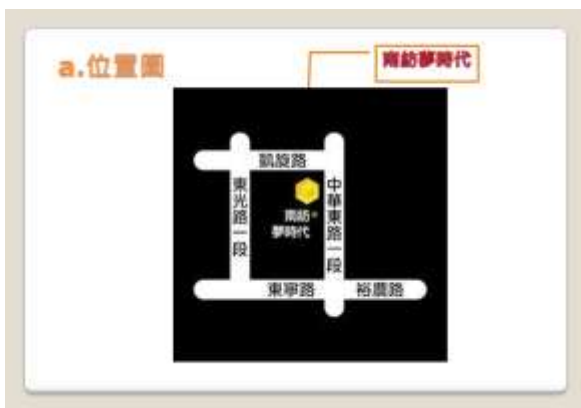 a.位置圖
南紡夢時代
凱旋路
東光路一段
中華東路一段
南紡
夢時代
東寧路
裕農路